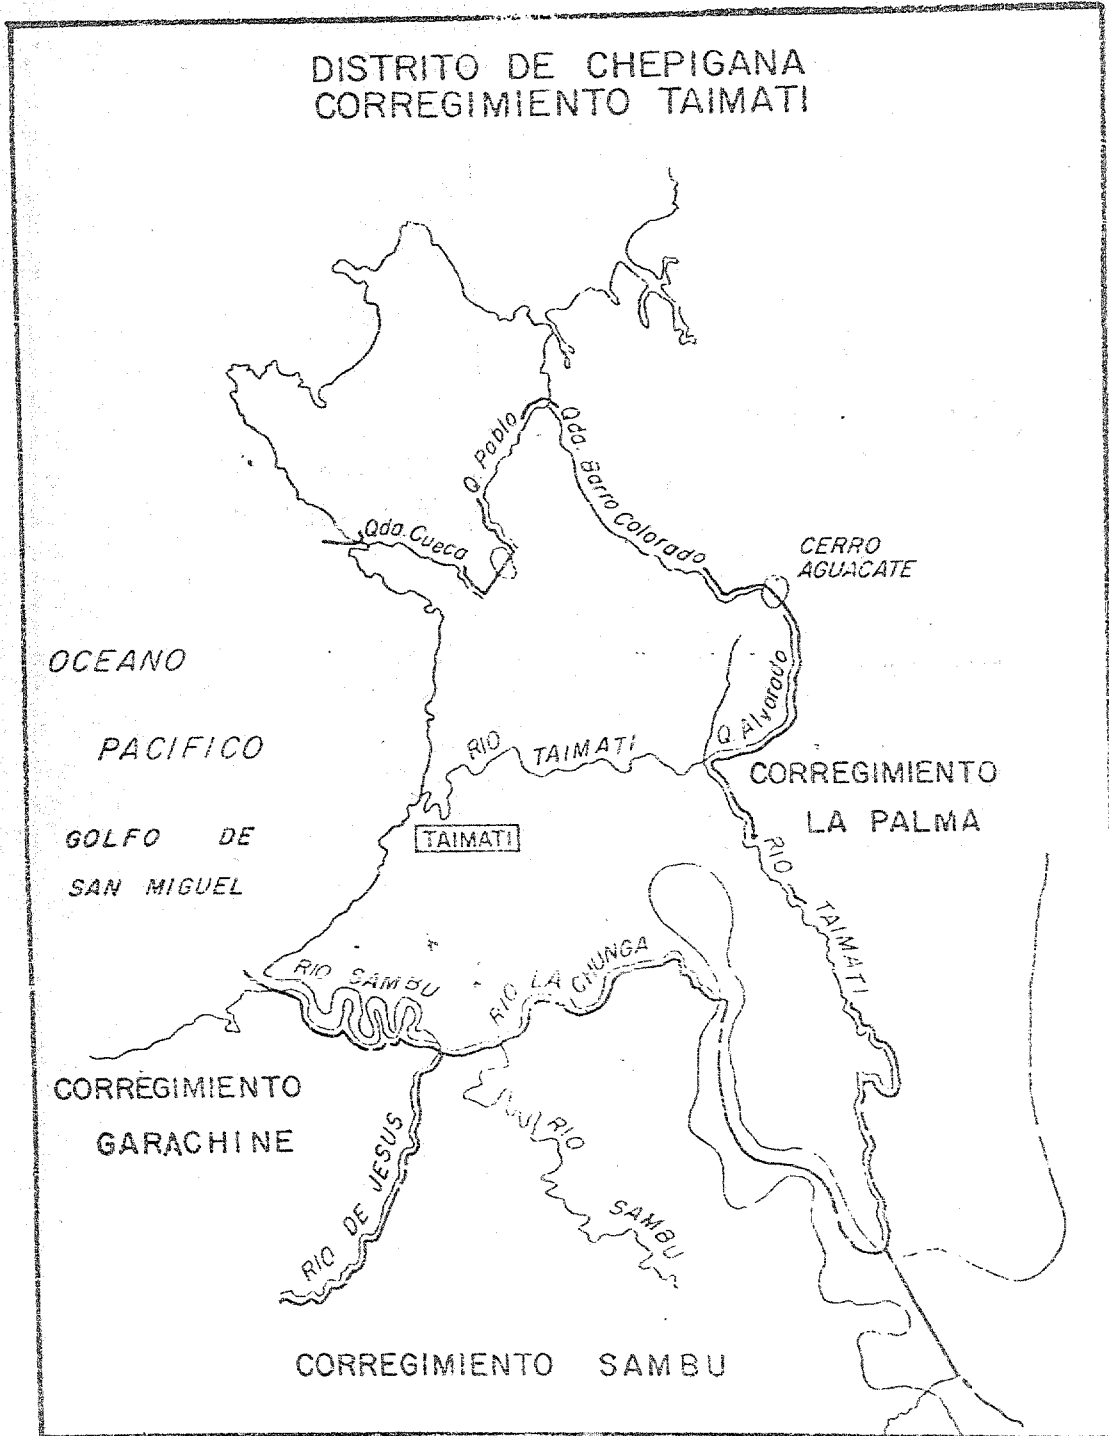 DISTRITO DE CHEPIGANA
CORREGIMIENTO TAIMATI
Q. Pablo
Qda. Barro Colorado
Qda. Cueca
CERRO
AGUACATE
OCEANO
PACIFICO
GOLFO DE
SAN MIGUEL
Q. Alvarado
RIO TAIMATI
CORREGIMIENTO
LA PALMA
TAIMATI
RIO TAIMATI
RIO SAMBU
RIO LA CHUNGA
CORREGIMIENTO
GARACHINE
RIO DE JESUS
RIO SAMBU
CORREGIMIENTO SAMBU